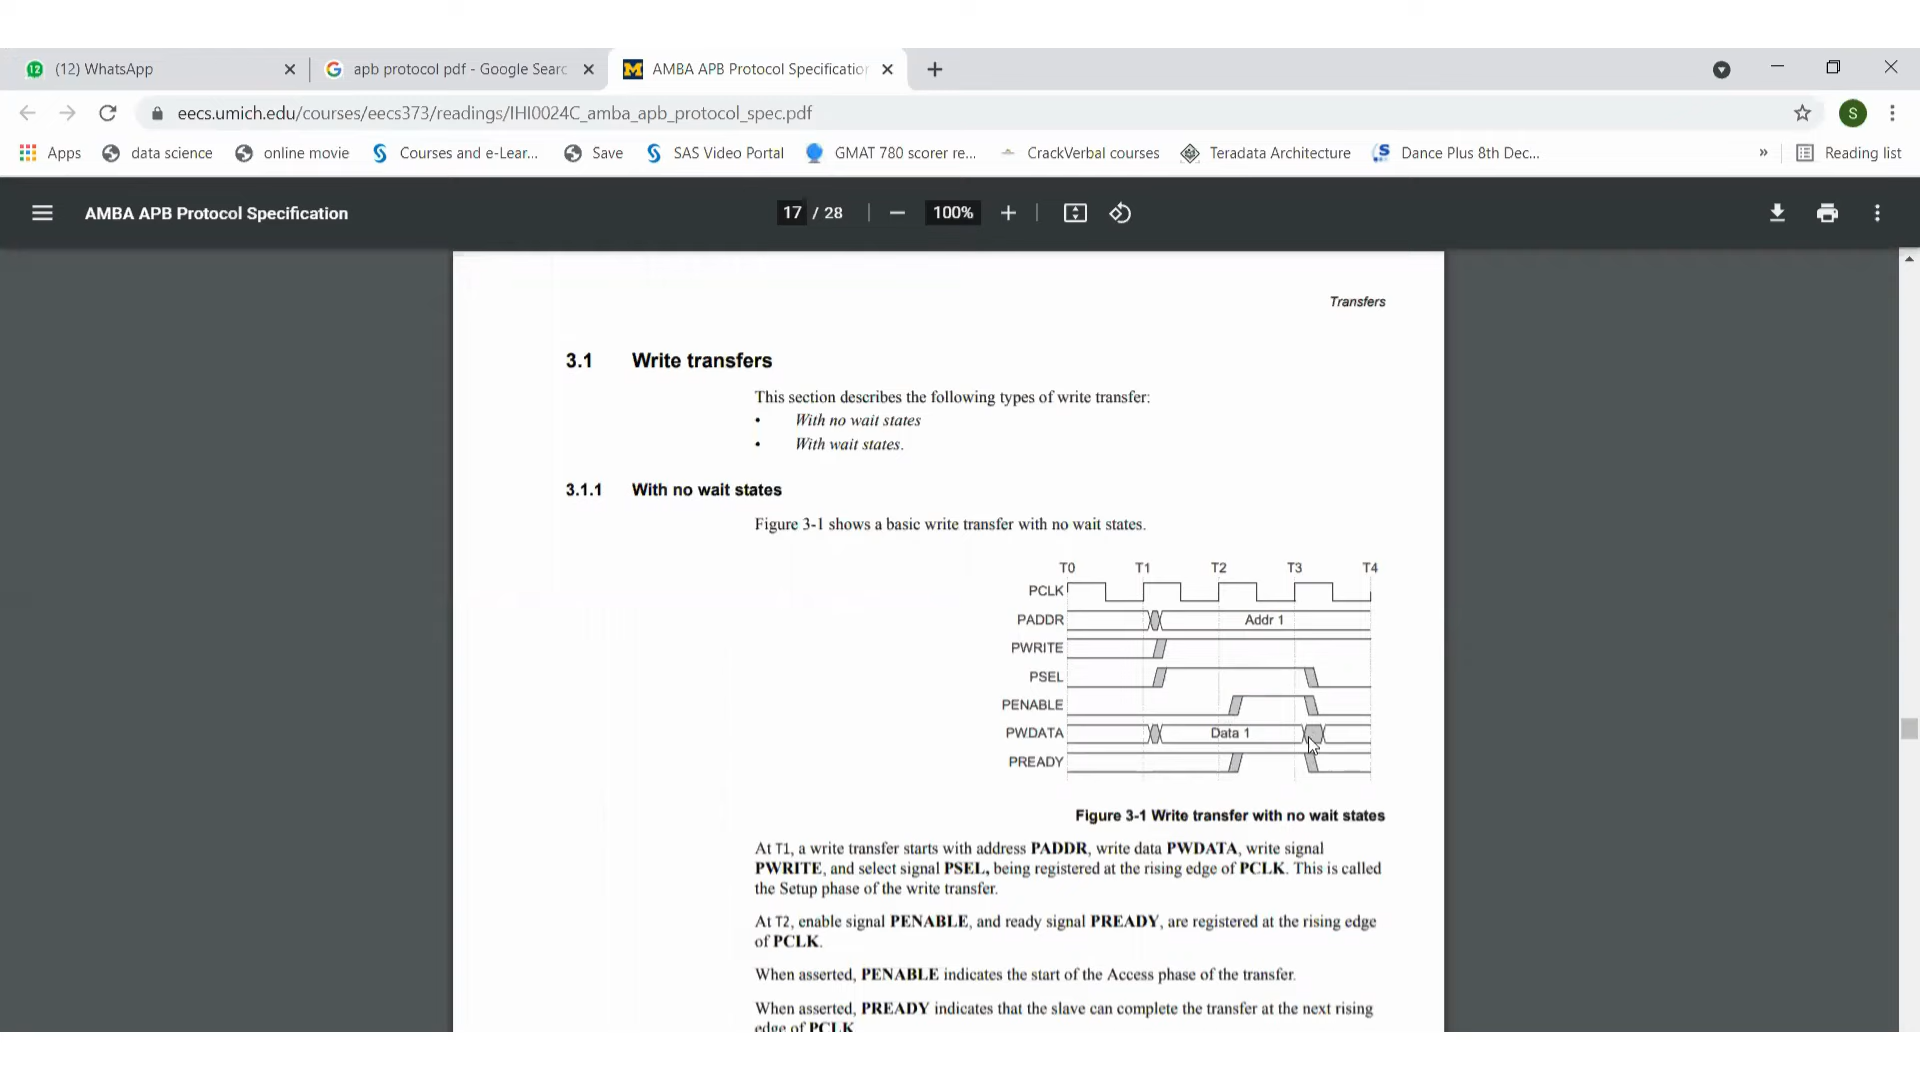 12 (12) WhatsApp
apb protocol pdf - Google Searc
AMBA APB Protocol Specification
eecs.umich.edu/courses/eecs373/readings/IHI0024C_amba_apb_protocol_spec.pdf
S
Apps data science online movie Courses and e-Lear... Save SAS Video Portal GMAT 780 scorer re... CrackVerbal courses Teradata Architecture Dance Plus 8th Dec... » Reading list
AMBA APB Protocol Specification 17 / 28 100%
Transfers
3.1 Write transfers
This section describes the following types of write transfer:
• With no wait states
• With wait states.
3.1.1 With no wait states
Figure 3-1 shows a basic write transfer with no wait states.
T0 T1 T2 T3 T4
PCLK
PADDR Addr 1
PWRITE
PSEL
PENABLE
PWDATA Data 1
PREADY
Figure 3-1 Write transfer with no wait states
At T1, a write transfer starts with address PADDR, write data PWDATA, write signal
PWRITE, and select signal PSEL, being registered at the rising edge of PCLK. This is called
the Setup phase of the write transfer.
At T2, enable signal PENABLE, and ready signal PREADY, are registered at the rising edge
of PCLK.
When asserted, PENABLE indicates the start of the Access phase of the transfer.
When asserted, PREADY indicates that the slave can complete the transfer at the next rising
edge of PCLK